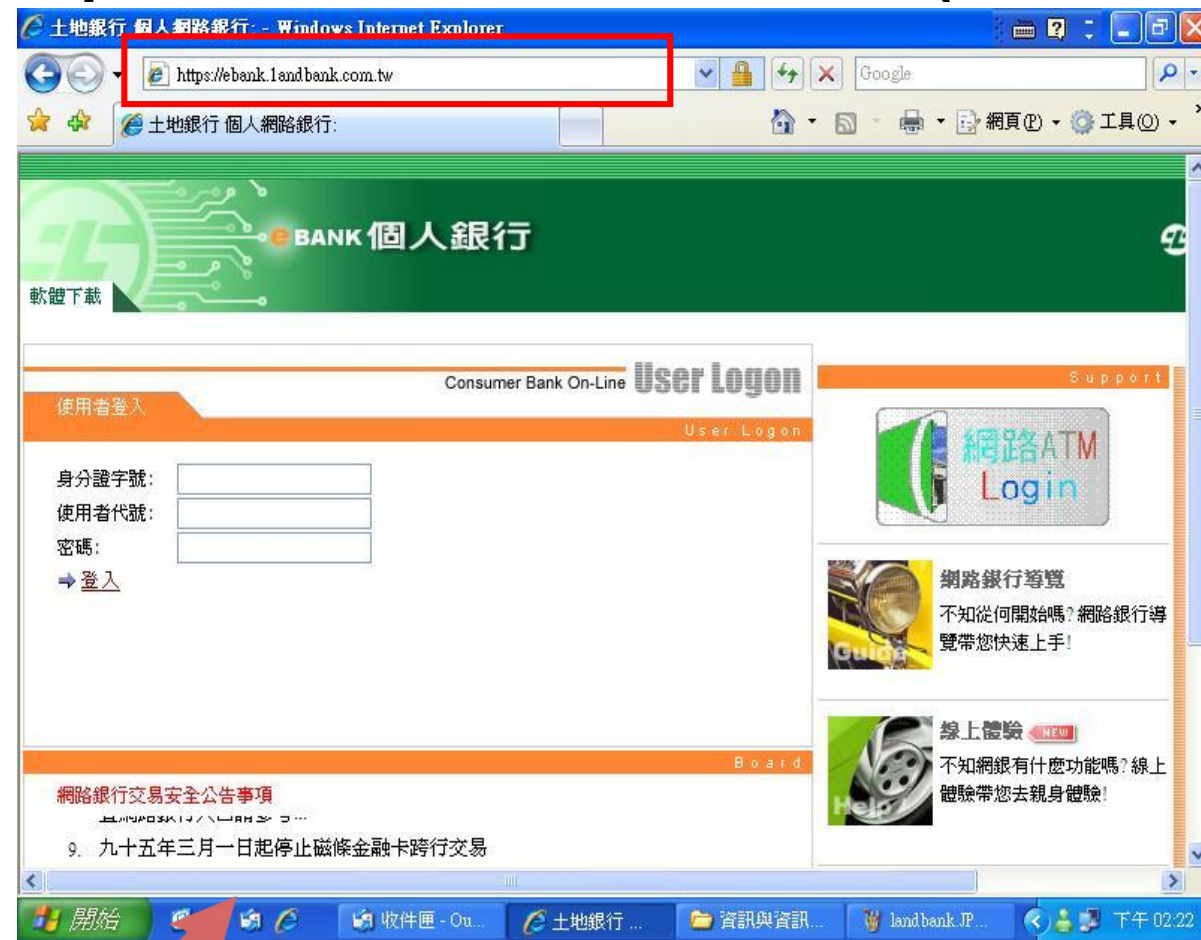 土地銀行 個人網路銀行: - Windows Internet Explorer
https://ebank.1andbank.com.tw
Google
土地銀行 個人網路銀行:
網頁(P)
工具(O)
eBANK個人銀行
軟體下載
Consumer Bank On-Line User Logon
使用者登入
User Logon
身分證字號:
使用者代號:
密碼:
登入
Support
網路ATM
Login
Guide
網路銀行導覽
不知從何開始嗎?網路銀行導
覽帶您快速上手!
Help
線上體驗 NEW
不知網銀有什麼功能嗎?線上
體驗帶您去親身體驗!
Board
網路銀行交易安全公告事項
9. 九十五年三月一日起停止磁條金融卡跨行交易
開始
收件匣 - Ou...
土地銀行 ...
資訊與資訊...
landbank.JP...
下午 02:22